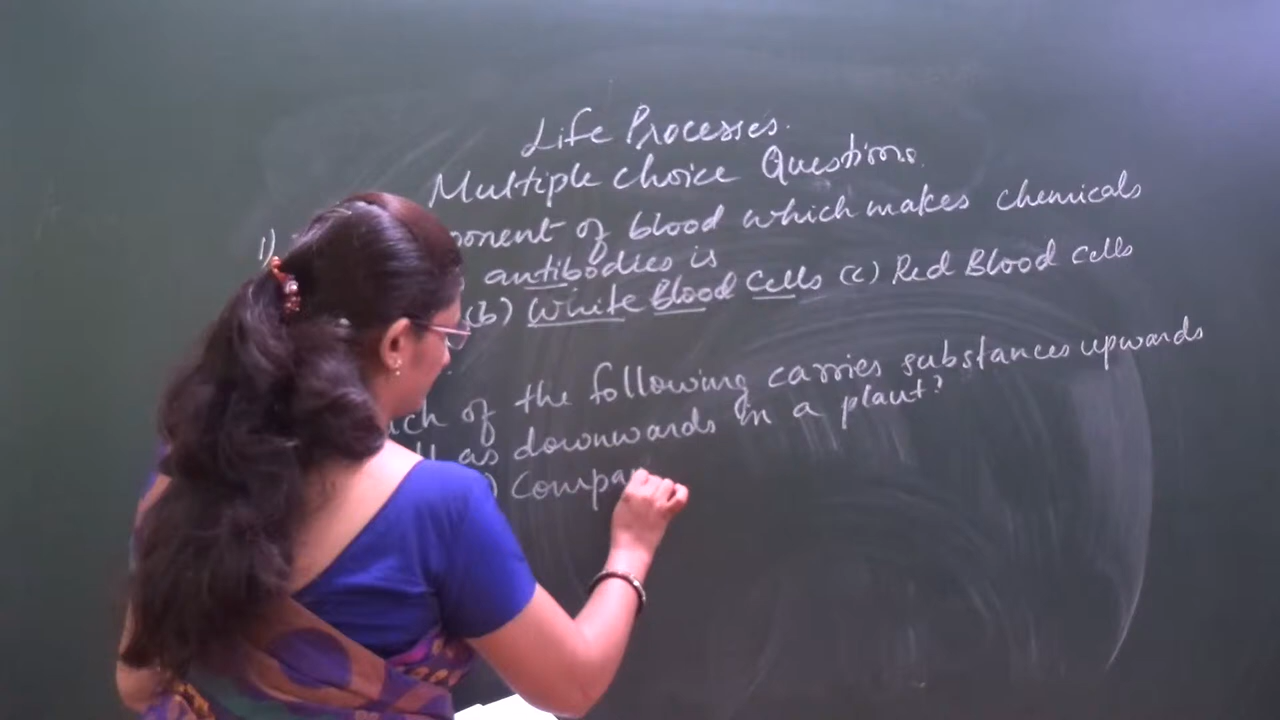 Life Processes.
Multiple choice Questions.
1) ponent of blood which makes chemicals
antibodies is
(b) White Blood Cells (c) Red Blood cells
ch of the following carries substances upwards
as downwards in a plant?
) Compa